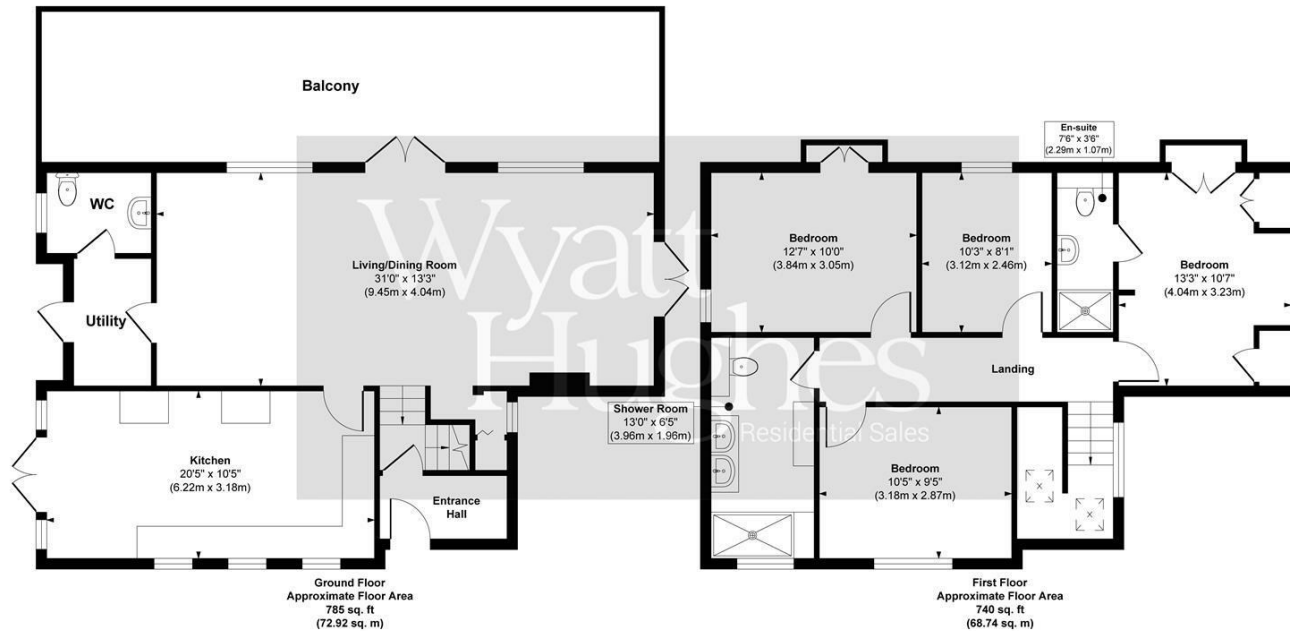 Balcony
WC
Utility
Living/Dining Room
31'0" x 13'3"
(9.45m x 4.04m)
Kitchen
20'5" x 10'5"
(6.22m x 3.18m)
Entrance
Hall
Ground Floor
Approximate Floor Area
785 sq. ft
(72.92 sq. m)
Wyatt
Hughes
Residential Sales
En-suite
7'6" x 3'6"
(2.29m x 1.07m)
Bedroom
12'7" x 10'0"
(3.84m x 3.05m)
Bedroom
10'3" x 8'1"
(3.12m x 2.46m)
Bedroom
13'3" x 10'7"
(4.04m x 3.23m)
Landing
Shower Room
13'0" x 6'5"
(3.96m x 1.96m)
Bedroom
10'5" x 9'5"
(3.18m x 2.87m)
First Floor
Approximate Floor Area
740 sq. ft
(68.74 sq. m)